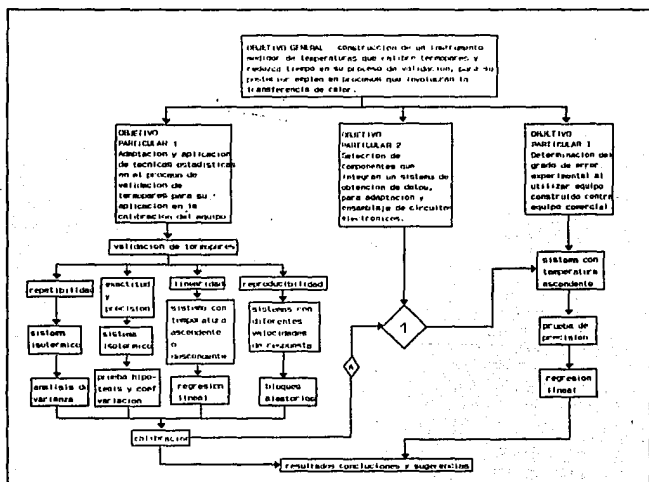 OBJETIVO GENERAL construccion de un instrumento
medidor de temperaturas que calibre termopares y
reduzca tiempo en su proceso de validacion, para su
posterior empleo en procesos que involucran la
transferencia de calor.
OBJETIVO
PARTICULAR 1
Adaptacion y aplicacion
de tecnicas estadisticas
en el proceso de
validacion de
termopares para su
aplicacion en la
calibracion del equipo
OBJETIVO
PARTICULAR 2
Seleccion de
componentes que
integran un sistema de
obtencion de datos,
para adaptacion y
ensamblaje de circuitos
electronicos.
OBJETIVO
PARTICULAR
Determinacion del
grado de error
experimental al
utilizar equipo
construido contra
equipo comercial
validacion de termopares
repetibilidad
exactitud
y
precision
linearidad
reproducibilidad
sistema
isotermico
sistema
isotermico
sistema con
temperatura
ascendente
o
descendente
sistemas con
diferentes
velocidades
de respuesta
analisis de
varianza
prueba hipo-
tesis y coef
variacion
regresion
lineal
bloques
aleatorios
calibracion
A
1
sistema con
temperatura
ascendente
prueba de
precision
regresion
lineal
resultados concluciones y sugerencias